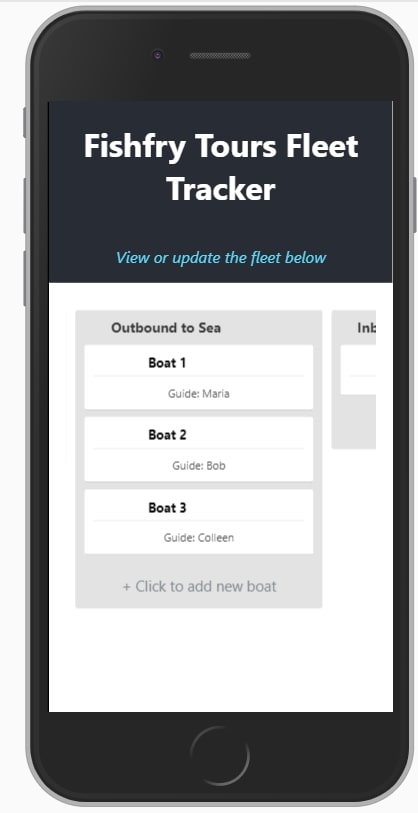 Fishfry Tours Fleet
Tracker
View or update the fleet below
Outbound to Sea
Inb
Boat 1
Guide: Maria
Boat 2
Guide: Bob
Boat 3
Guide: Colleen
+ Click to add new boat